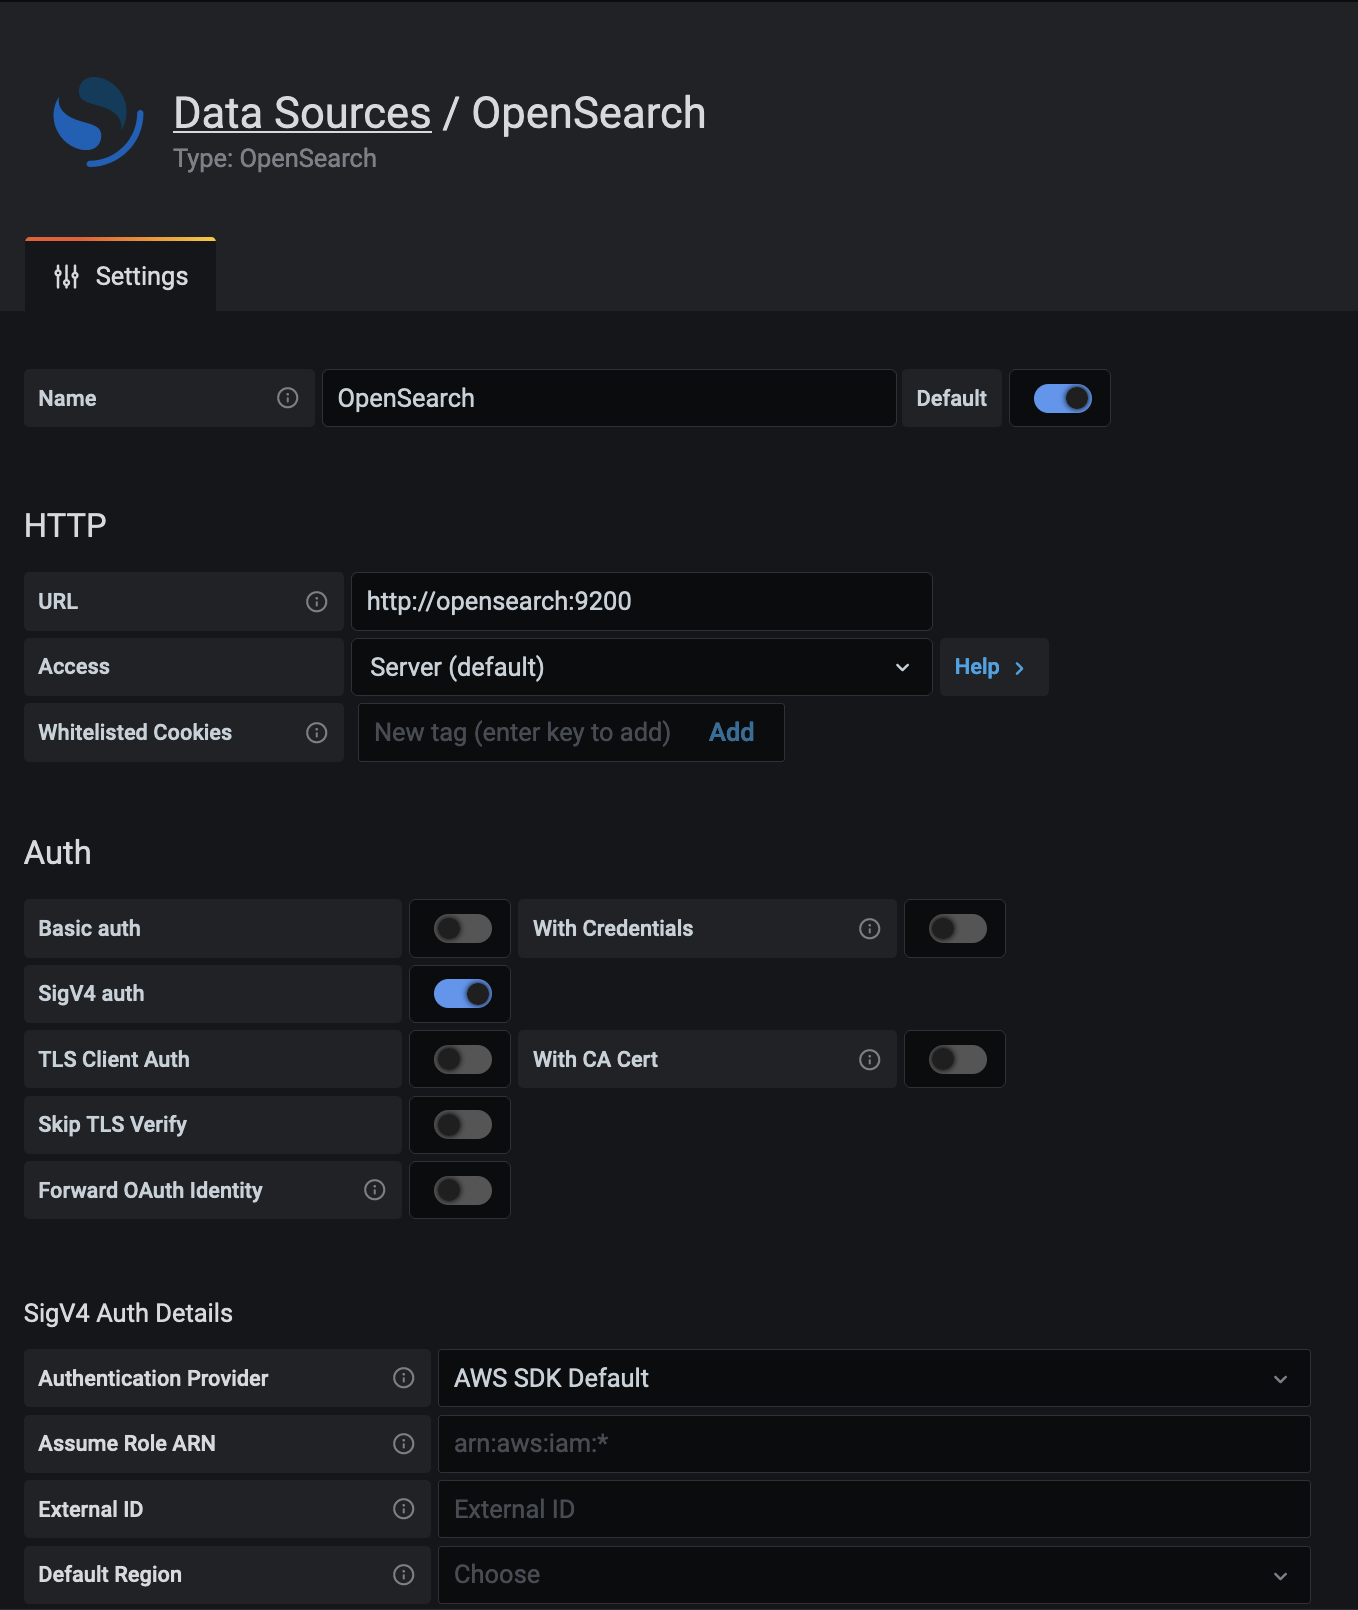 Data Sources / OpenSearch
Type: OpenSearch
Settings
Name OpenSearch Default
HTTP
URL http://opensearch:9200
Access Server (default) Help
Whitelisted Cookies New tag (enter key to add) Add
Auth
Basic auth With Credentials
SigV4 auth
TLS Client Auth With CA Cert
Skip TLS Verify
Forward OAuth Identity
SigV4 Auth Details
Authentication Provider AWS SDK Default
Assume Role ARN arn:aws:iam:*
External ID External ID
Default Region Choose